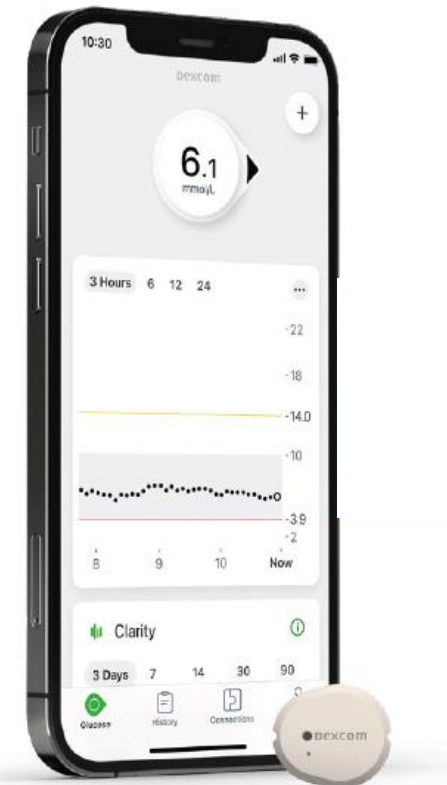 10:30
Dexcom
+
6.1
mmol/L
3 Hours 6 12 24
...
-22
-18
-14.0
-10
-3.9
-2
8 9 10 Now
Clarity
3 Days 7 14 30 90
Glucose History Connections
Dexcom